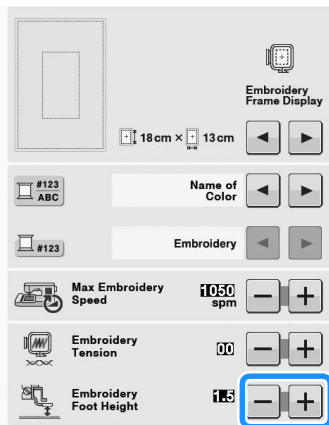 Embroidery
Frame Display
18cm × 13cm
#123
ABC
Name of
Color
#123
Embroidery
Max Embroidery
Speed
1050
spm
Embroidery
Tension
00
Embroidery
Foot Height
1.5